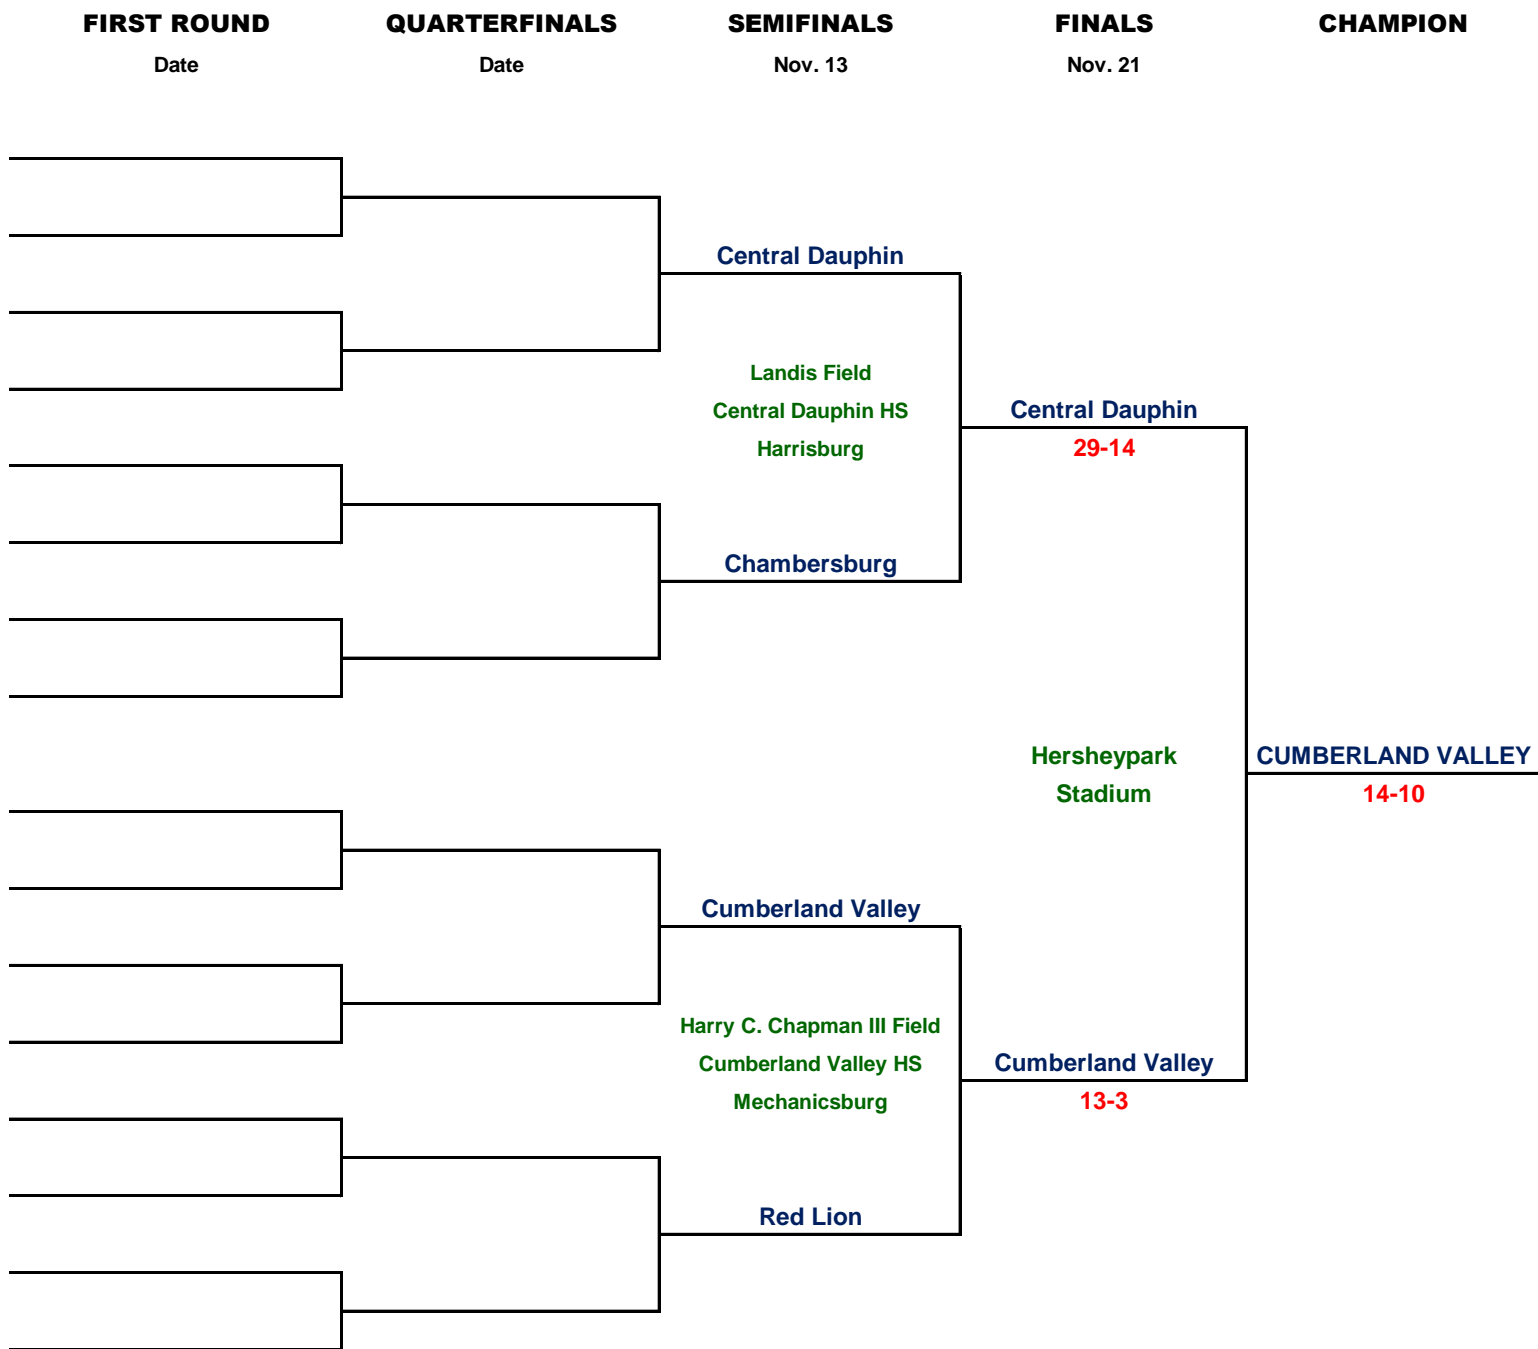 FIRST ROUND
QUARTERFINALS
SEMIFINALS
FINALS
CHAMPION
Date
Date
Nov. 13
Nov. 21
Central Dauphin
Landis Field
Central Dauphin HS
Harrisburg
Chambersburg
Central Dauphin
29-14
Hersheypark
Stadium
CUMBERLAND VALLEY
14-10
Cumberland Valley
Harry C. Chapman III Field
Cumberland Valley HS
Mechanicsburg
Red Lion
Cumberland Valley
13-3